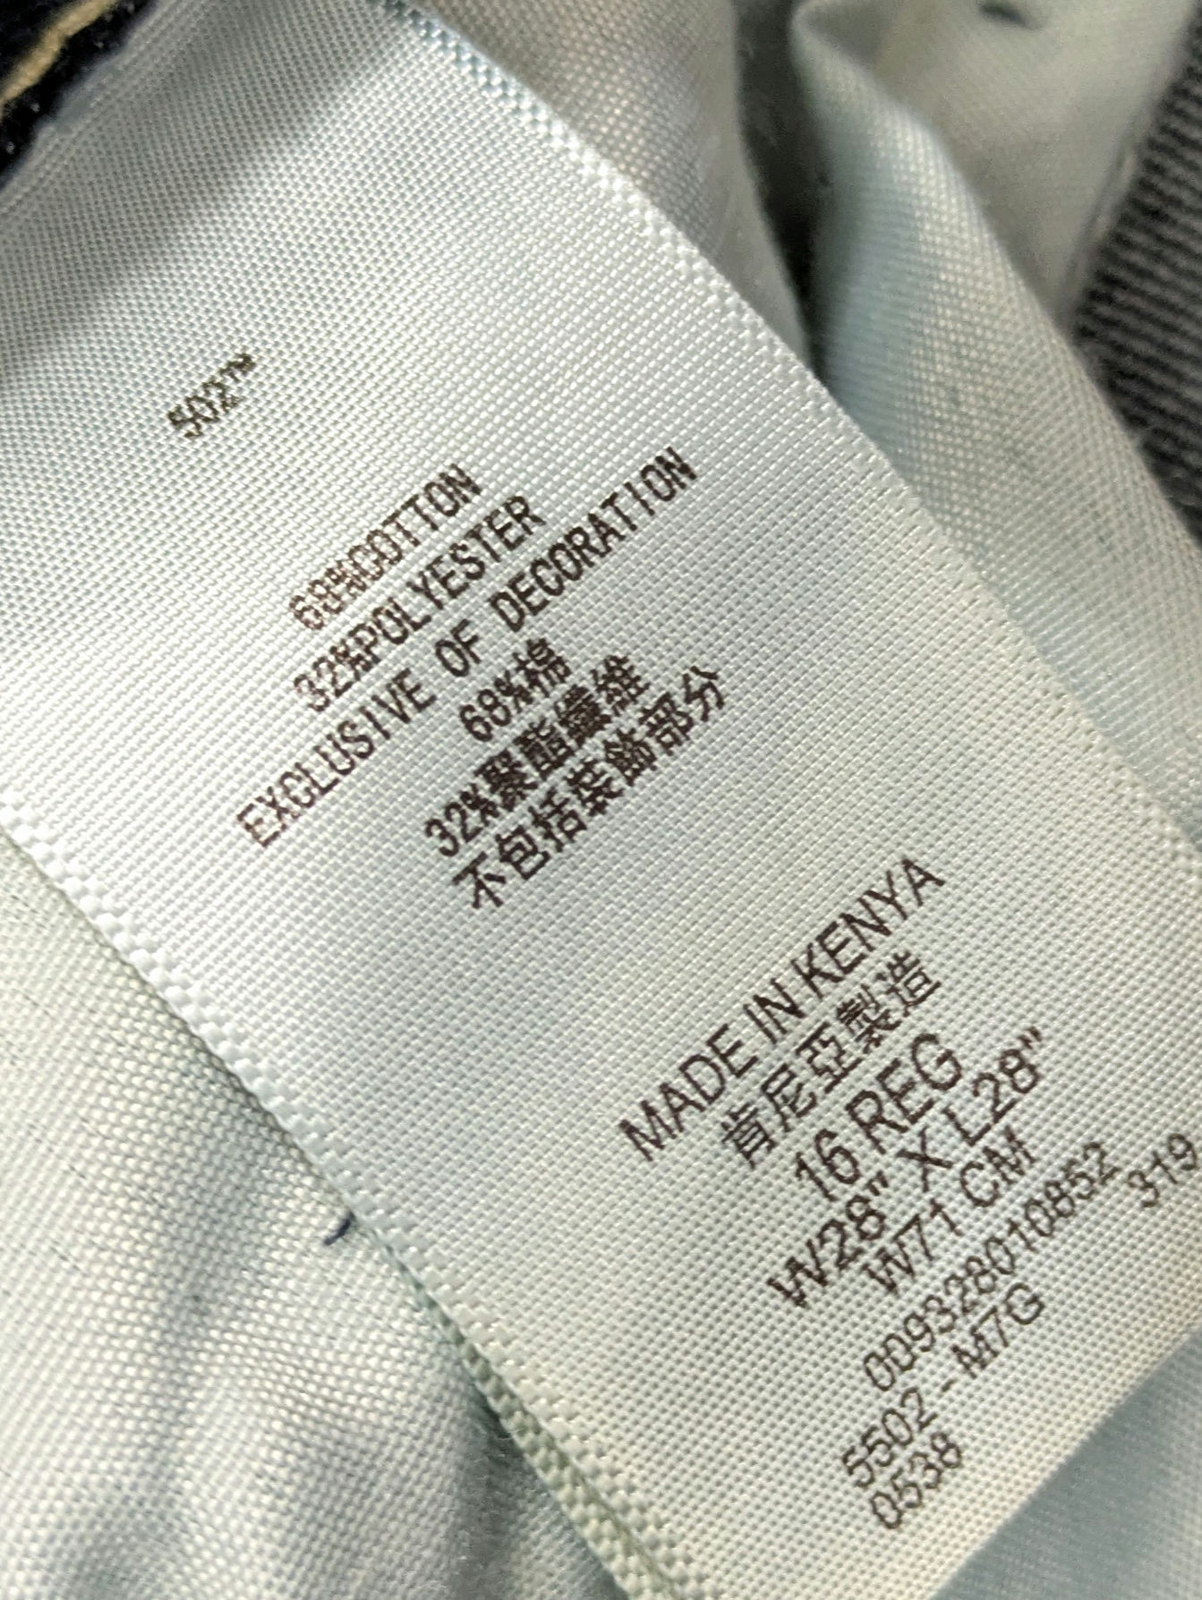 502™
68%COTTON
32%POLYESTER
EXCLUSIVE OF DECORATION
68%棉
32%聚酯纖維
不包括裝飾部分
MADE IN KENYA
肯尼亞製造
16 REG
W28" X L28"
W71 CM
009328010852 319
5502 - M7G
0538